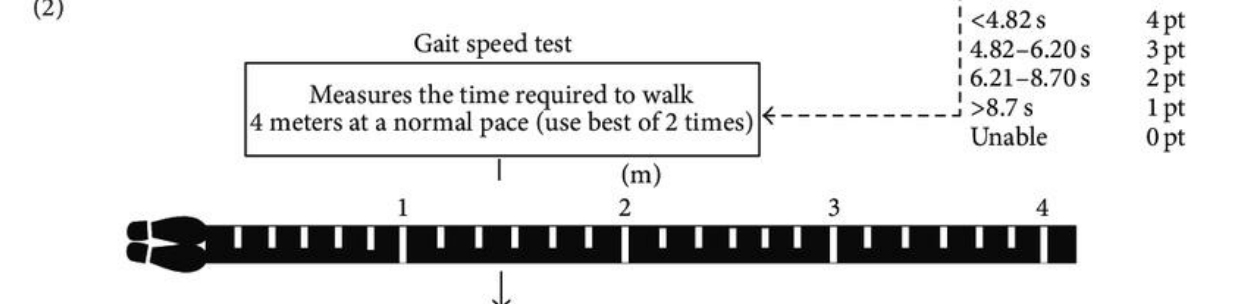 (2)
Gait speed test
Measures the time required to walk
4 meters at a normal pace (use best of 2 times)
<4.82 s 4 pt
4.82–6.20 s 3 pt
6.21–8.70 s 2 pt
>8.7 s 1 pt
Unable 0 pt
(m)
1 2 3 4